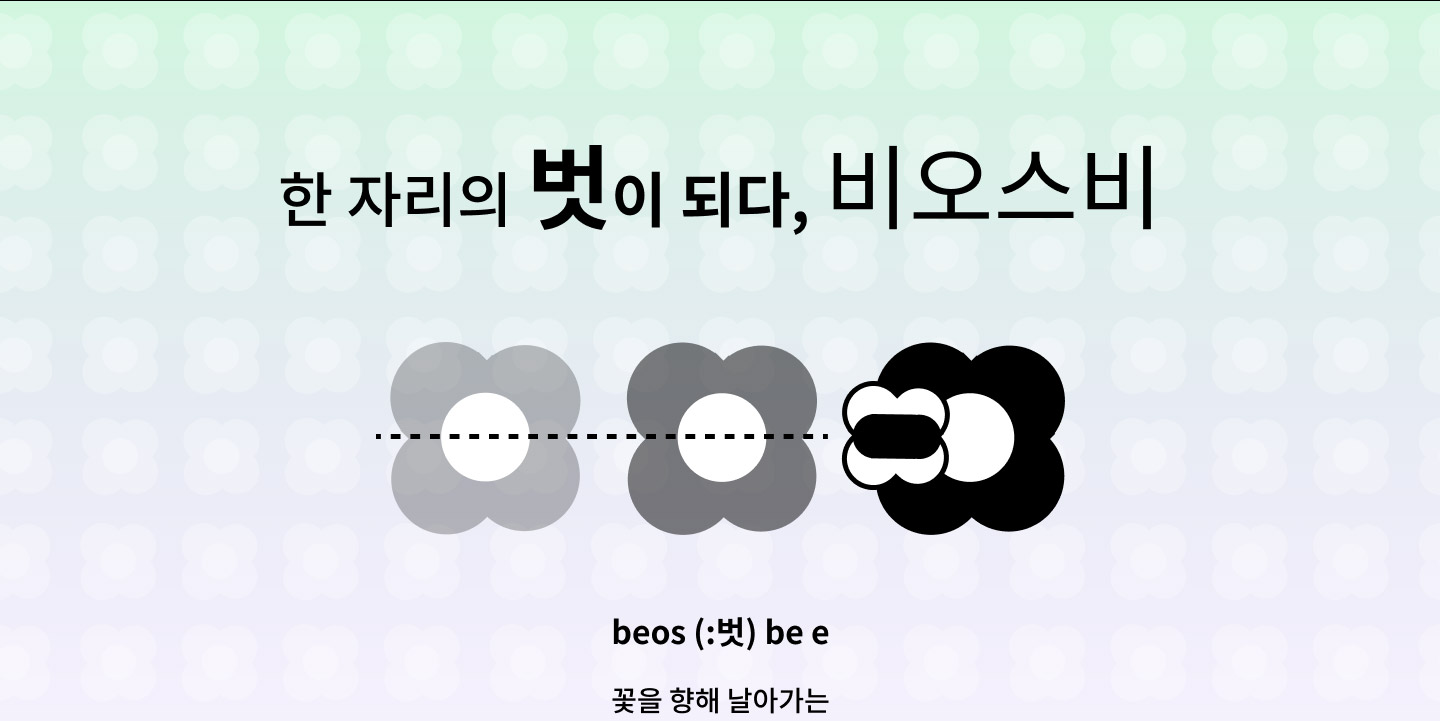 한 자리의 벗이 되다, 비오스비
beos (:벗) be e
꽃을 향해 날아가는